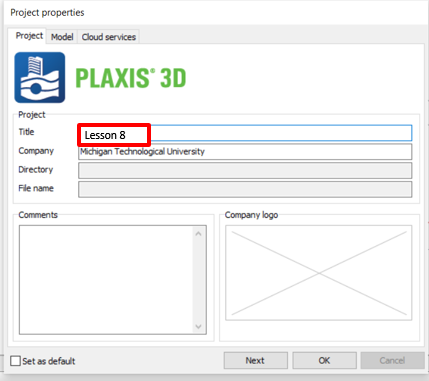 Project properties
Project Model Cloud services
PLAXIS® 3D
Project
Title Lesson 8
Company Michigan Technological University
Directory
File name
Comments Company logo
Set as default Next OK Cancel